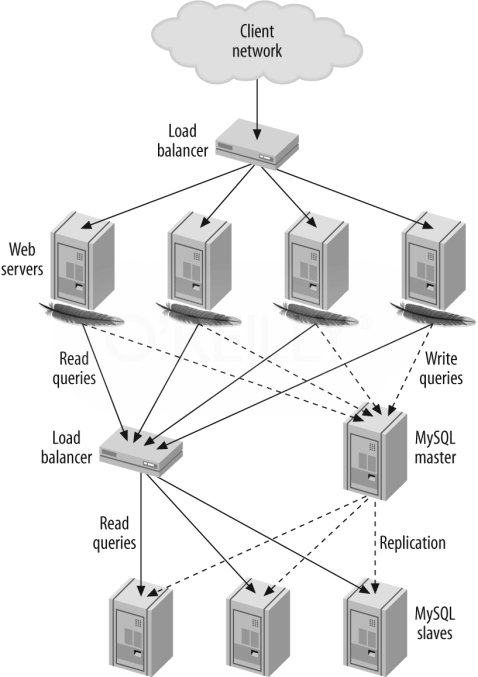 Client
network
Load
balancer
Web
servers
Read
queries
Write
queries
Load
balancer
MySQL
master
Read
queries
Replication
MySQL
slaves